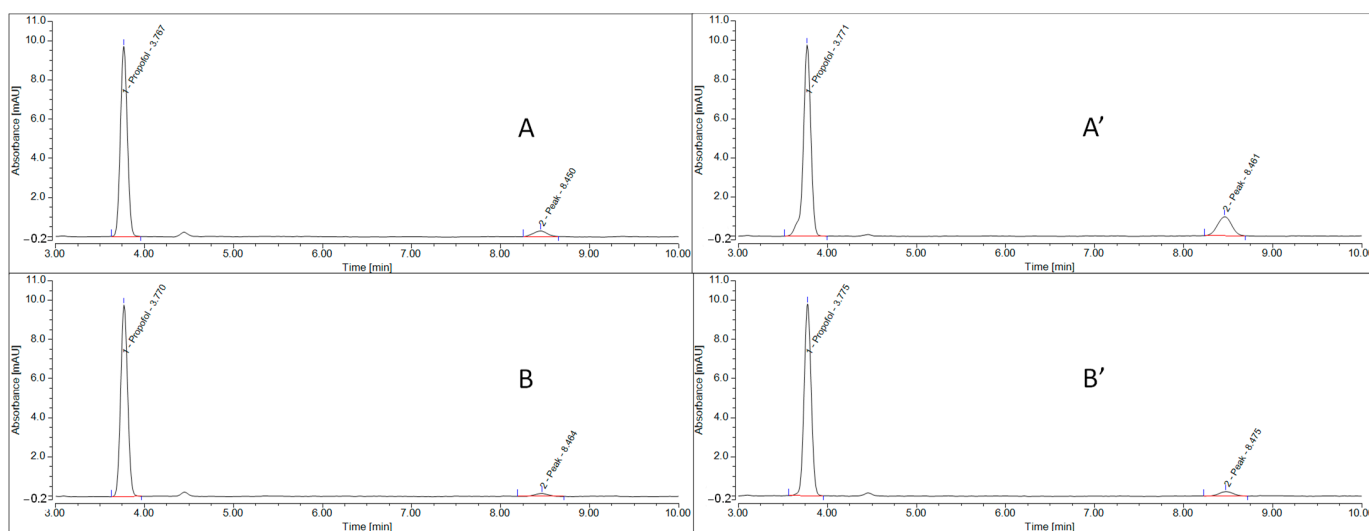 11.0
10.0
8.0
6.0
4.0
2.0
-0.2
Absorbance [mAU]
1 - Propofol - 3.767
A
2 - Peak - 8.450
3.00 4.00 5.00 6.00 7.00 8.00 9.00 10.00
Time [min]
11.0
10.0
8.0
6.0
4.0
2.0
-0.2
Absorbance [mAU]
1 - Propofol - 3.771
A’
2 - Peak - 8.461
3.00 4.00 5.00 6.00 7.00 8.00 9.00 10.00
Time [min]
11.0
10.0
8.0
6.0
4.0
2.0
-0.2
Absorbance [mAU]
1 - Propofol - 3.770
B
2 - Peak - 8.464
3.00 4.00 5.00 6.00 7.00 8.00 9.00 10.00
Time [min]
11.0
10.0
8.0
6.0
4.0
2.0
-0.2
Absorbance [mAU]
1 - Propofol - 3.775
B’
2 - Peak - 8.475
3.00 4.00 5.00 6.00 7.00 8.00 9.00 10.00
Time [min]